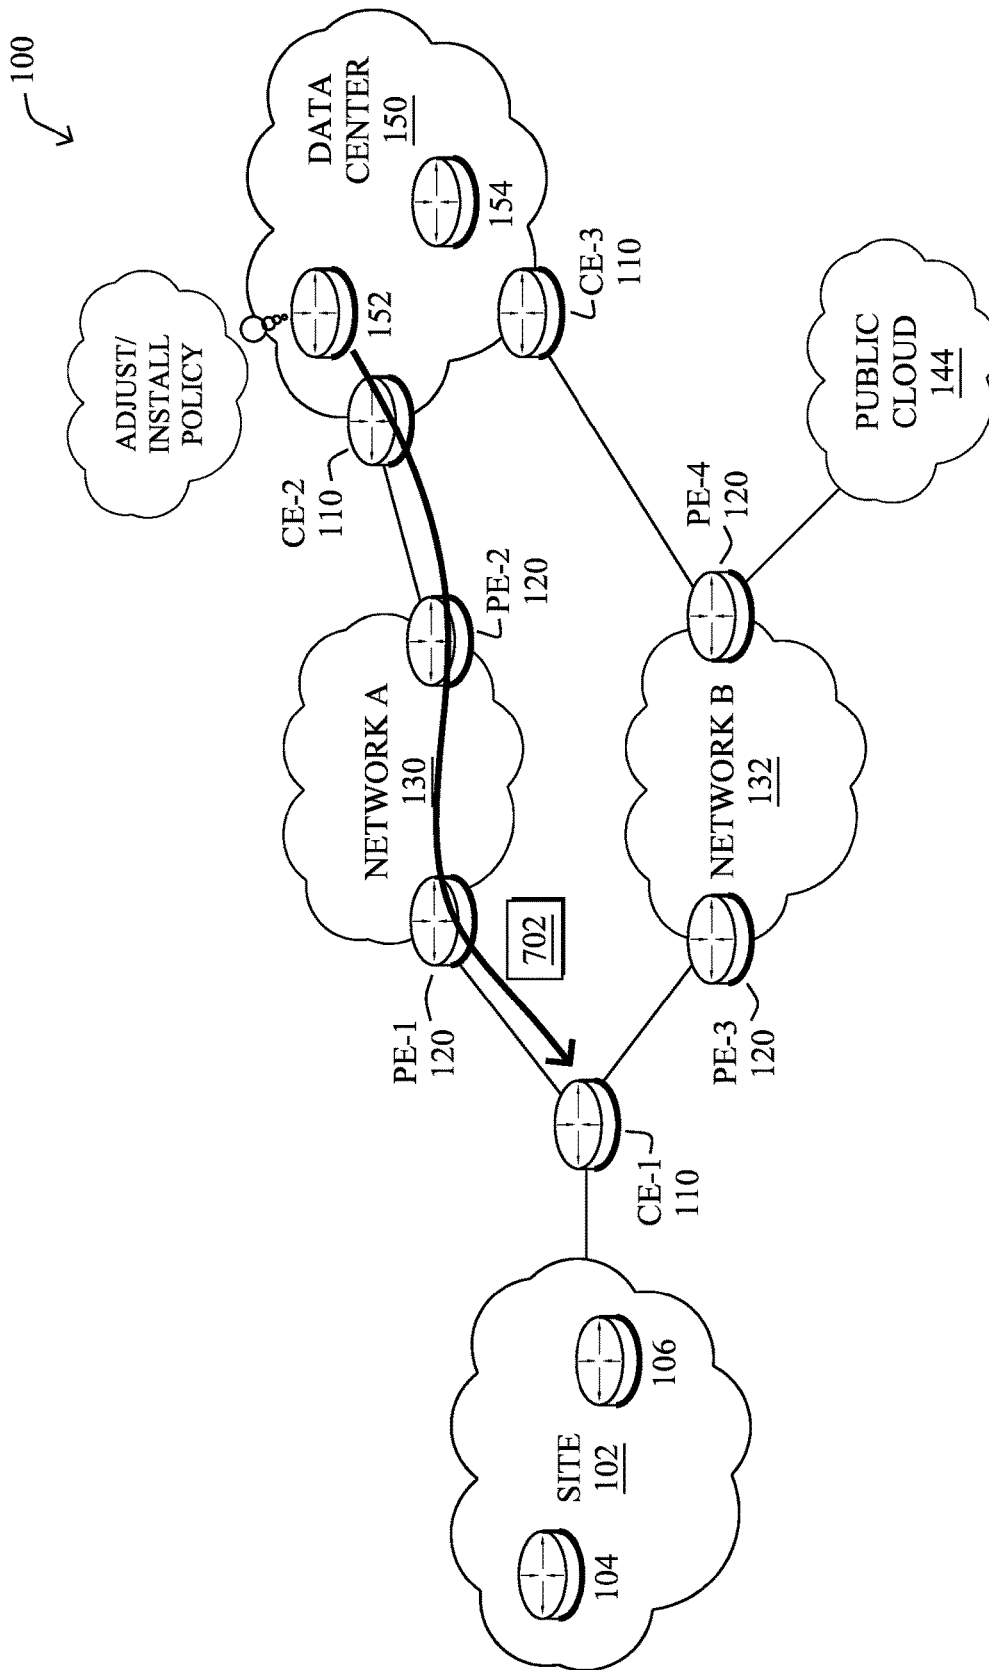 100
ADJUST/
INSTALL
POLICY
DATA
CENTER
150
152
154
CE-2
110
CE-3
110
PE-2
120
NETWORK A
130
PE-1
120
702
CE-1
110
PE-3
120
NETWORK B
132
PE-4
120
PUBLIC
CLOUD
144
SITE
102
104
106